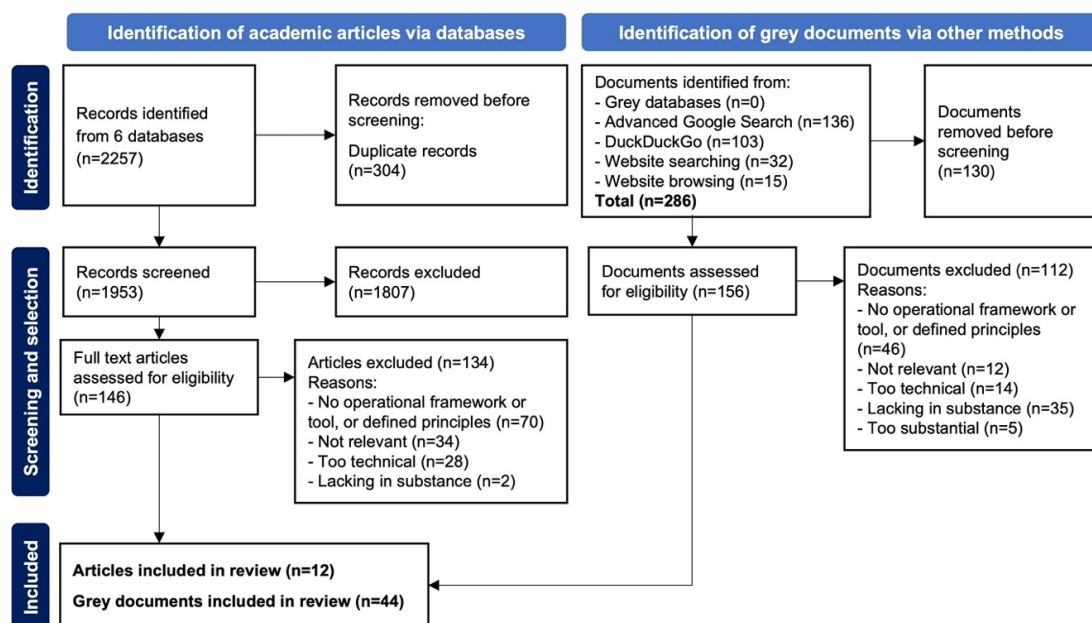 Identification of academic articles via databases
Identification of grey documents via other methods
Identification
Records identified
from 6 databases
(n=2257)
Records removed before
screening:
Duplicate records
(n=304)
Documents identified from:
- Grey databases (n=0)
- Advanced Google Search (n=136)
- DuckDuckGo (n=103)
- Website searching (n=32)
- Website browsing (n=15)
Total (n=286)
Documents
removed before
screening
(n=130)
Screening and selection
Records screened
(n=1953)
Records excluded
(n=1807)
Documents assessed
for eligibility (n=156)
Documents excluded (n=112)
Reasons:
- No operational framework or
tool, or defined principles
(n=46)
- Not relevant (n=12)
- Too technical (n=14)
- Lacking in substance (n=35)
- Too substantial (n=5)
Full text articles
assessed for eligibility
(n=146)
Articles excluded (n=134)
Reasons:
- No operational framework or
tool, or defined principles (n=70)
- Not relevant (n=34)
- Too technical (n=28)
- Lacking in substance (n=2)
Included
Articles included in review (n=12)
Grey documents included in review (n=44)